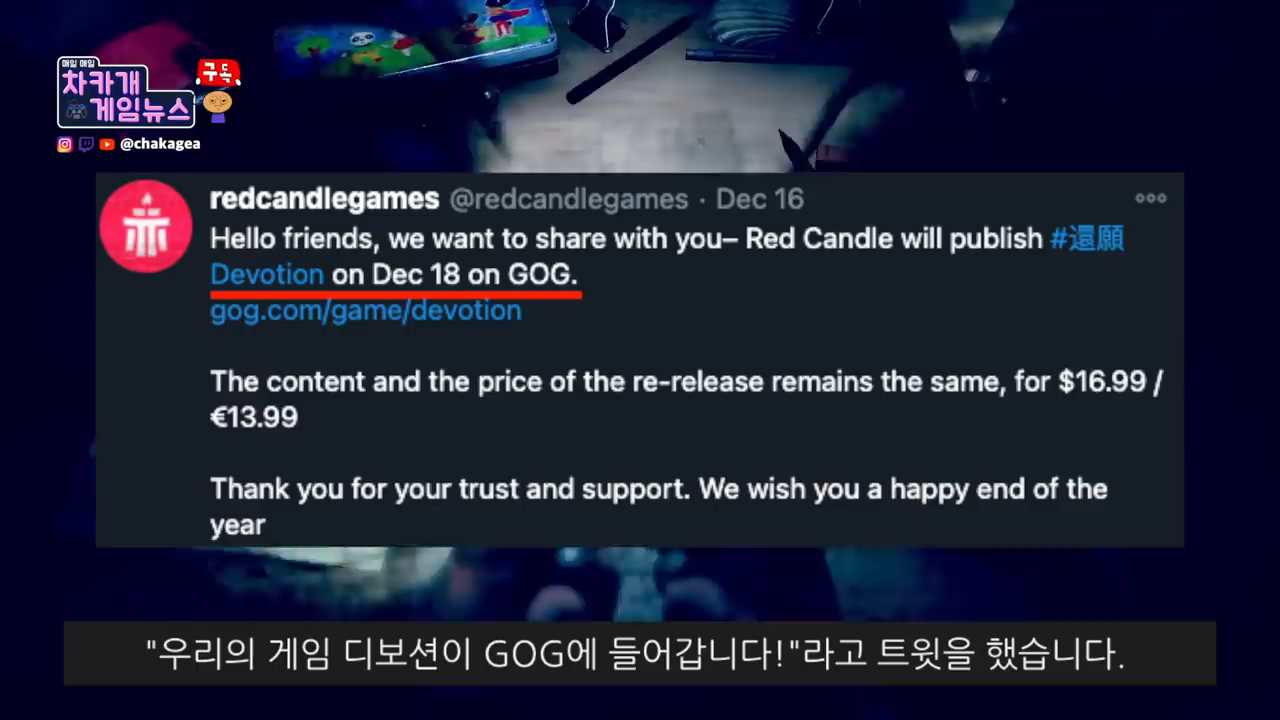 매일 매일
차카개
게임뉴스
구독
@chakagea
redcandlegames @redcandlegames · Dec 16
Hello friends, we want to share with you– Red Candle will publish #還願
Devotion on Dec 18 on GOG.
gog.com/game/devotion
The content and the price of the re-release remains the same, for $16.99 /
€13.99
Thank you for your trust and support. We wish you a happy end of the
year
"우리의 게임 디보션이 GOG에 들어갑니다!"라고 트윗을 했습니다.